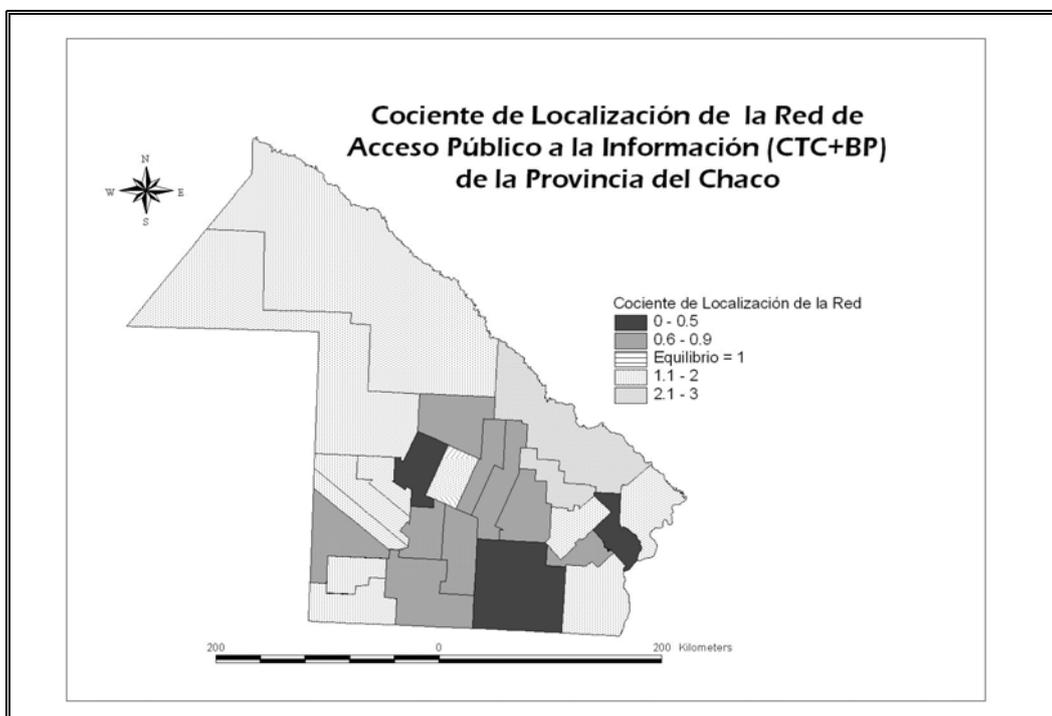 Cociente de Localización de la Red de
Acceso Público a la Información (CTC+BP)
de la Provincia del Chaco
N
W E
S
Cociente de Localización de la Red
0 - 0.5
0.6 - 0.9
Equilibrio = 1
1.1 - 2
2.1 - 3
200 0 200 Kilometers